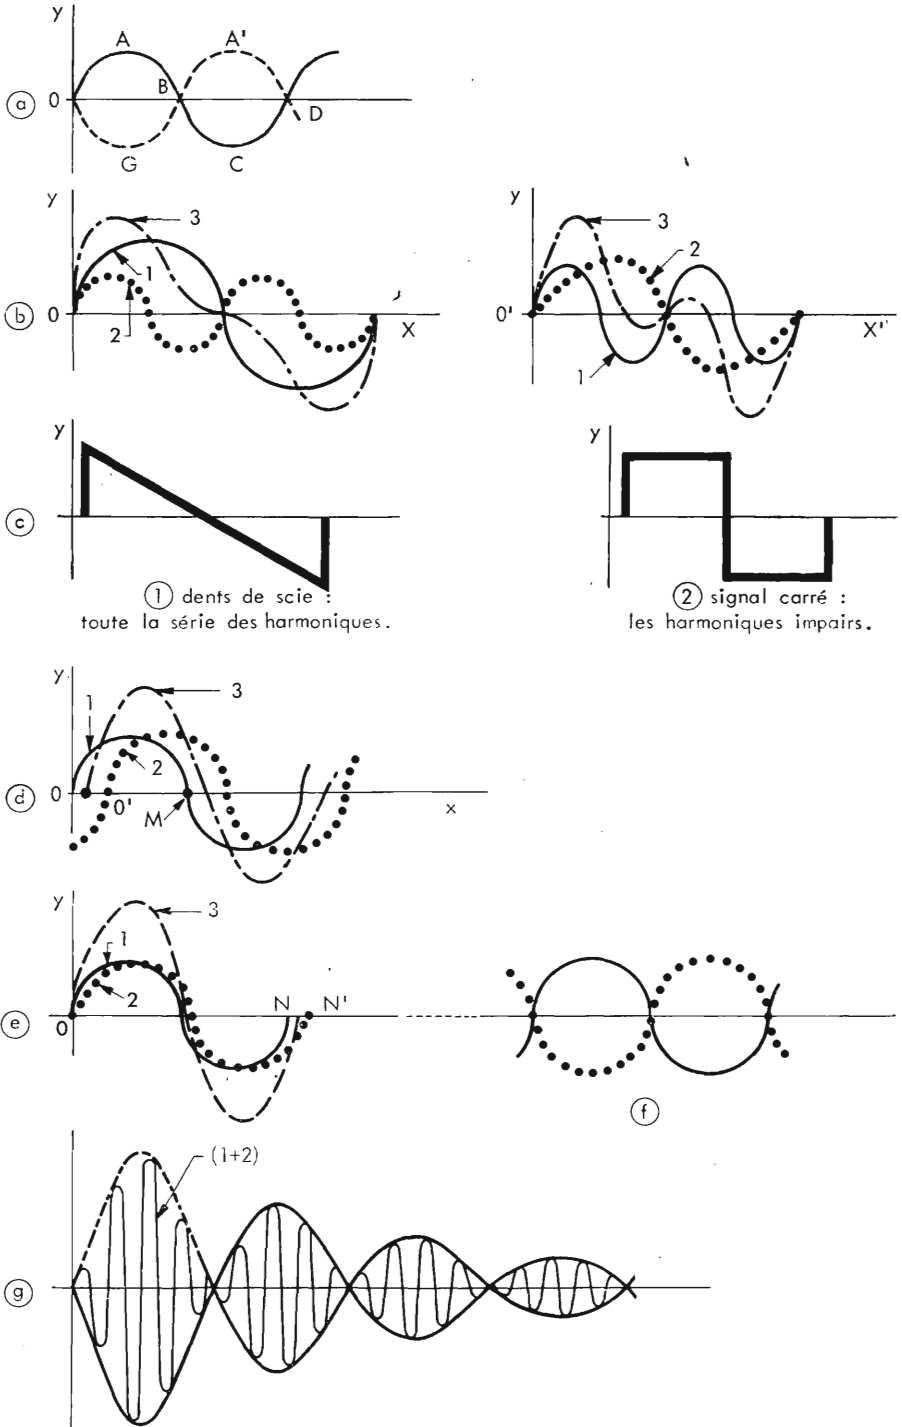 y
A
A'
B
ⓐ
0
D
G
C
y
3
1
ⓑ
0
2
X
y
3
2
0'
X'
1
y
ⓒ
① dents de scie :
toute la série des harmoniques.
y
② signal carré :
les harmoniques impairs.
y
3
1
2
ⓓ
0
0'
M
x
y
3
1
2
N
N'
ⓔ
0
ⓕ
(1+2)
ⓖ